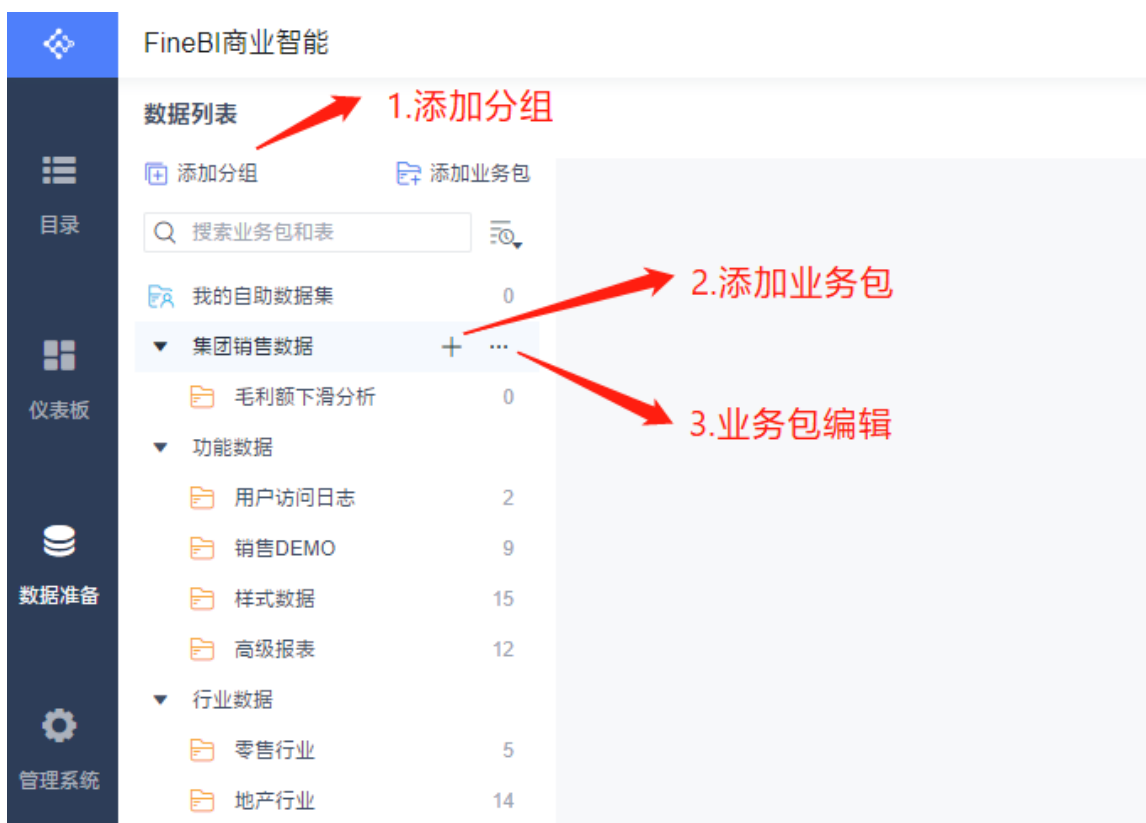 FineBI商业智能
数据列表
1.添加分组
添加分组
添加业务包
目录
搜索业务包和表
我的自助数据集 0
2.添加业务包
集团销售数据
仪表板
毛利额下滑分析 0
3.业务包编辑
功能数据
用户访问日志 2
销售DEMO 9
数据准备
样式数据 15
高级报表 12
行业数据
零售行业 5
管理系统
地产行业 14